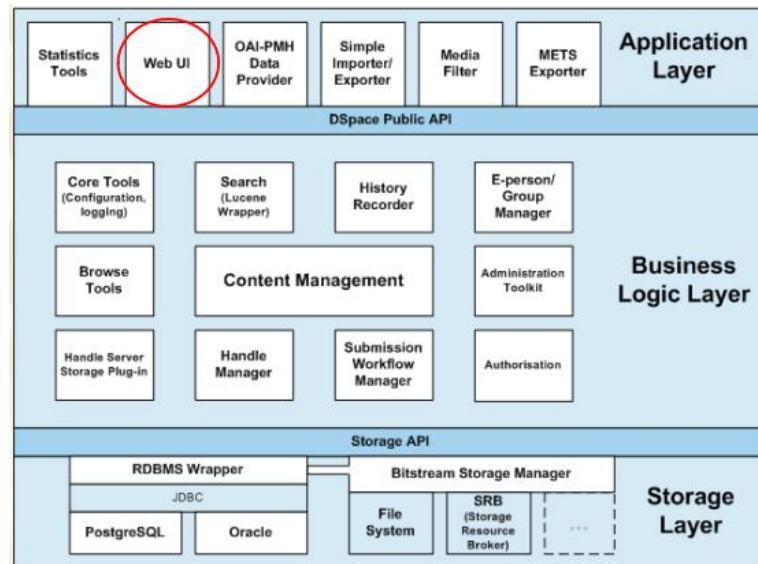 Statistics
Tools
Web UI
OAI-PMH
Data
Provider
Simple
Importer/
Exporter
Media
Filter
METS
Exporter
Application
Layer
DSpace Public API
Core Tools
(Configuration,
logging)
Search
(Lucene
Wrapper)
History
Recorder
E-person/
Group
Manager
Browse
Tools
Content Management
Administration
Toolkit
Business
Logic Layer
Handle Server
Storage Plug-in
Handle
Manager
Submission
Workflow
Manager
Authorisation
Storage API
RDBMS Wrapper
Bitstream Storage Manager
JDBC
PostgreSQL
Oracle
File
System
SRB
(Storage
Resource
Broker)
...
Storage
Layer